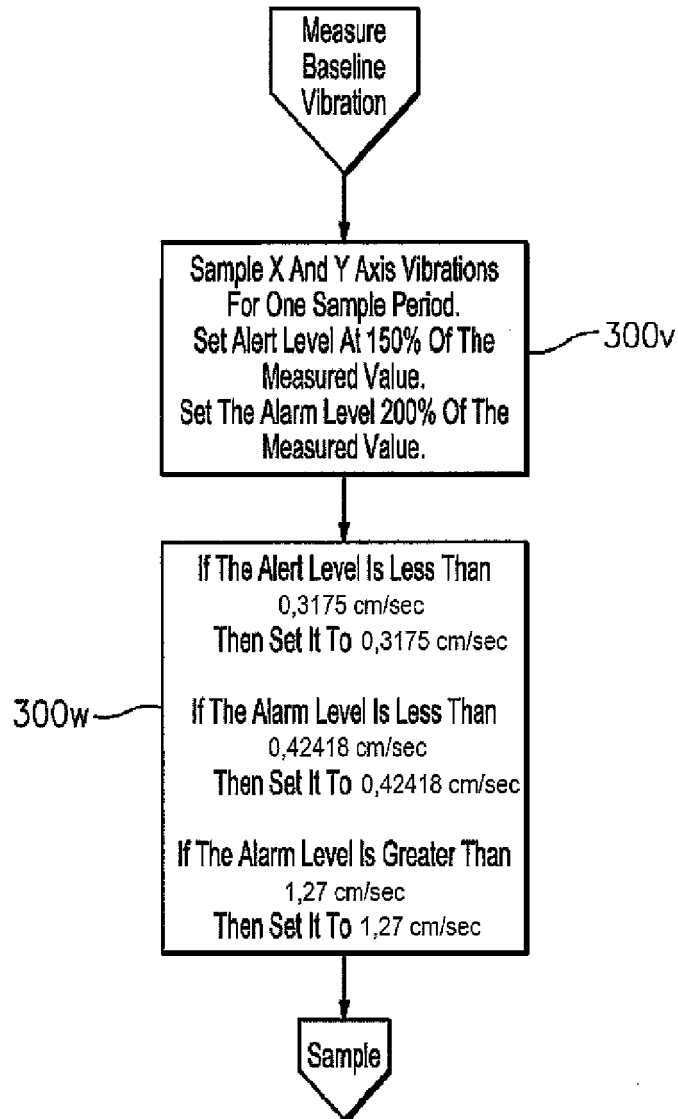 Measure
Baseline
Vibration
Sample X And Y Axis Vibrations
For One Sample Period.
Set Alert Level At 150% Of The
Measured Value.
Set The Alarm Level 200% Of The
Measured Value.
300v
If The Alert Level Is Less Than
0,3175 cm/sec
Then Set It To 0,3175 cm/sec
300w
If The Alarm Level Is Less Than
0,42418 cm/sec
Then Set It To 0,42418 cm/sec
If The Alarm Level Is Greater Than
1,27 cm/sec
Then Set It To 1,27 cm/sec
Sample